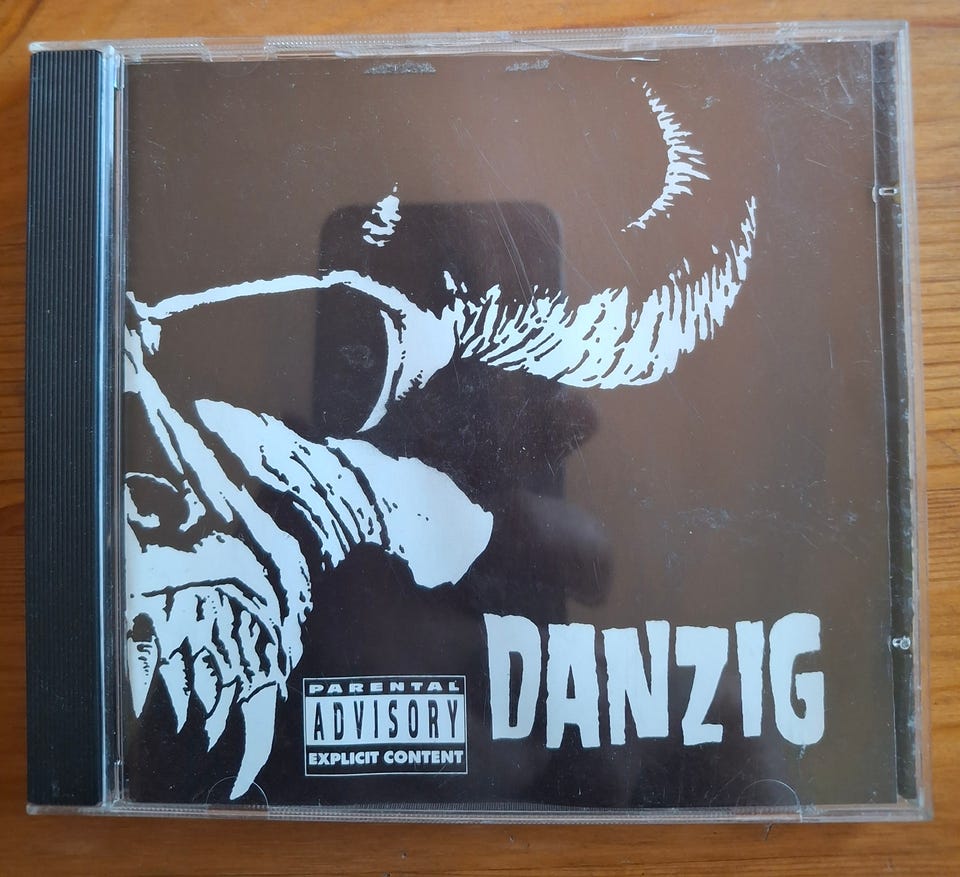 DANZIG
PARENTAL
ADVISORY
EXPLICIT CONTENT